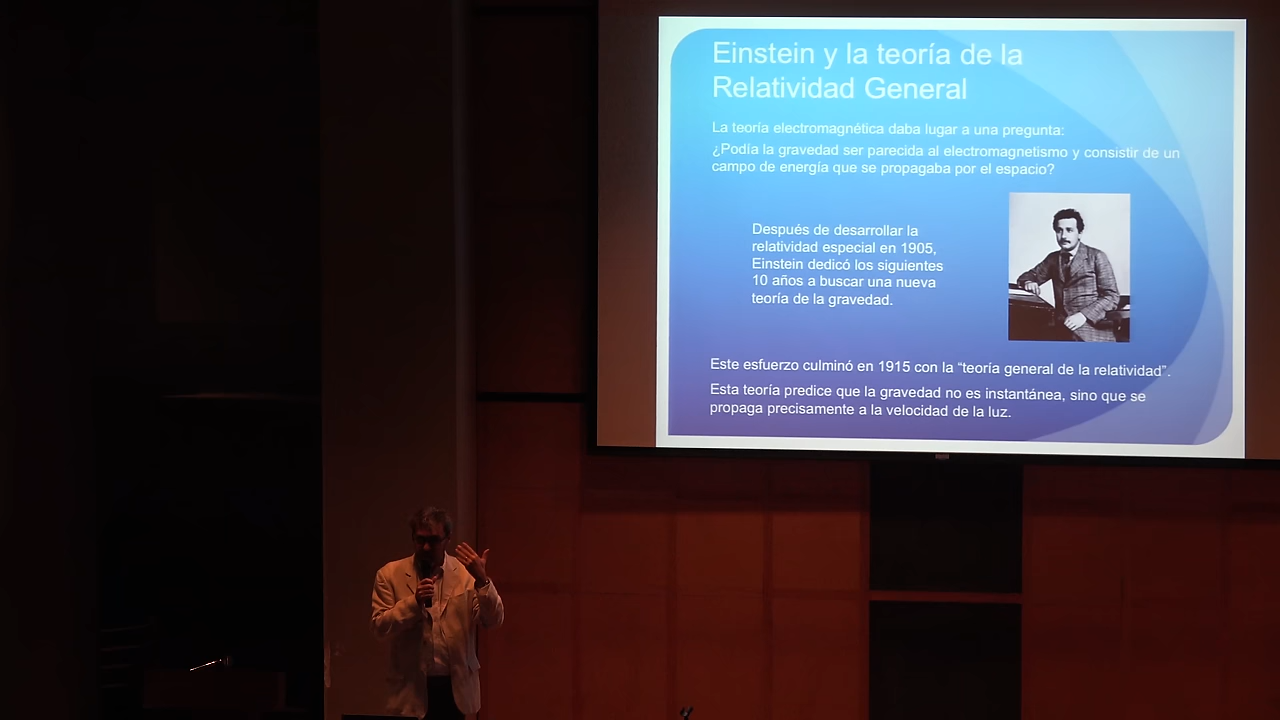 Einstein y la teoría de la
Relatividad General
La teoría electromagnética daba lugar a una pregunta:
¿Podía la gravedad ser parecida al electromagnetismo y consistir de un
campo de energía que se propagaba por el espacio?
Después de desarrollar la
relatividad especial en 1905,
Einstein dedicó los siguientes
10 años a buscar una nueva
teoría de la gravedad.
Este esfuerzo culminó en 1915 con la “teoría general de la relatividad”.
Esta teoría predice que la gravedad no es instantánea, sino que se
propaga precisamente a la velocidad de la luz.